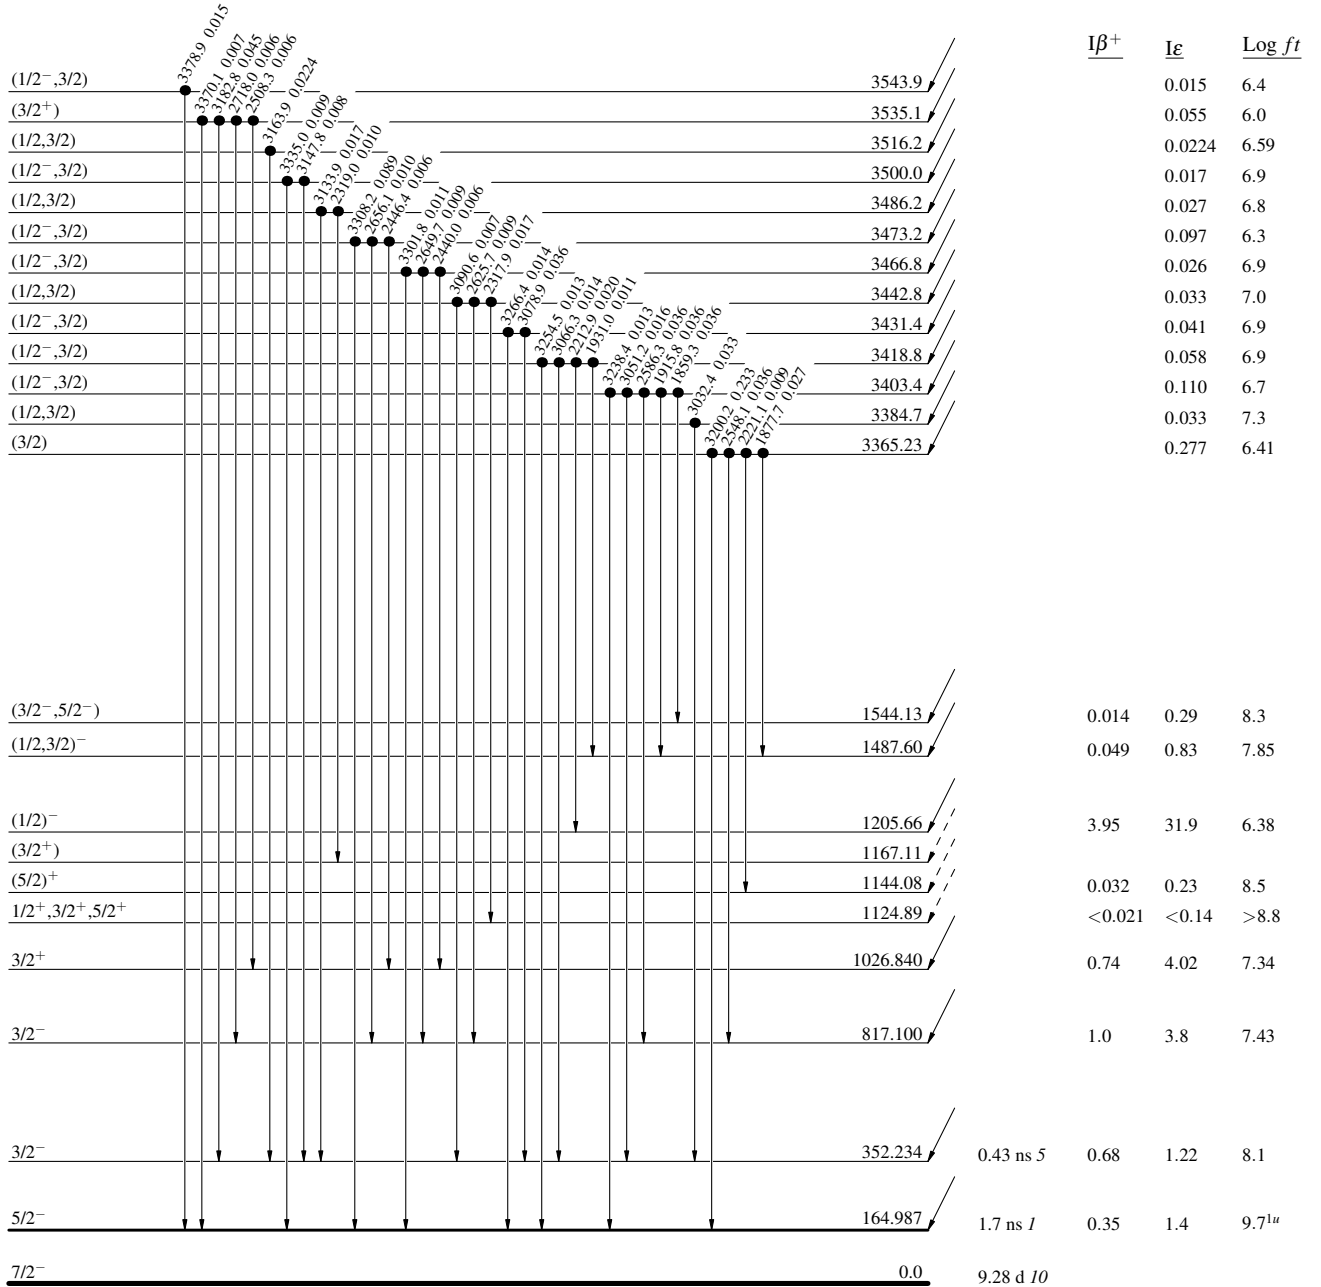 Iβ+ Iε Log ft
3378.9 0.015
(1/2−,3/2) 3543.9 0.015 6.4
3370.1 0.007
3182.8 0.045
2718.0 0.006
2508.3 0.006
(3/2+) 3535.1 0.055 6.0
3163.9 0.0224
(1/2,3/2) 3516.2 0.0224 6.59
3335.0 0.009
3147.8 0.008
(1/2−,3/2) 3500.0 0.017 6.9
3133.9 0.017
2319.0 0.010
(1/2,3/2) 3486.2 0.027 6.8
3308.2 0.089
2656.1 0.010
2446.4 0.006
(1/2−,3/2) 3473.2 0.097 6.3
3301.8 0.011
2649.7 0.009
2440.0 0.006
(1/2−,3/2) 3466.8 0.026 6.9
3090.6 0.007
2625.7 0.009
2317.9 0.017
(1/2,3/2) 3442.8 0.033 7.0
3266.4 0.014
3078.9 0.036
(1/2−,3/2) 3431.4 0.041 6.9
3254.5 0.013
3066.3 0.014
2212.9 0.020
1931.0 0.011
(1/2−,3/2) 3418.8 0.058 6.9
3238.4 0.013
3051.2 0.016
2586.3 0.036
1915.8 0.036
1859.3 0.036
(1/2−,3/2) 3403.4 0.110 6.7
3032.4 0.033
(1/2,3/2) 3384.7 0.033 7.3
3200.2 0.233
2548.1 0.036
2221.1 0.009
1877.7 0.027
(3/2) 3365.23 0.277 6.41
(3/2−,5/2−) 1544.13 0.014 0.29 8.3
(1/2,3/2)− 1487.60 0.049 0.83 7.85
(1/2)− 1205.66 3.95 31.9 6.38
(3/2+) 1167.11
(5/2)+ 1144.08 0.032 0.23 8.5
1/2+,3/2+,5/2+ 1124.89 <0.021 <0.14 >8.8
3/2+ 1026.840 0.74 4.02 7.34
3/2− 817.100 1.0 3.8 7.43
3/2− 352.234 0.43 ns 5 0.68 1.22 8.1
5/2− 164.987 1.7 ns 1 0.35 1.4 9.7¹ᵘ
7/2− 0.0 9.28 d 10